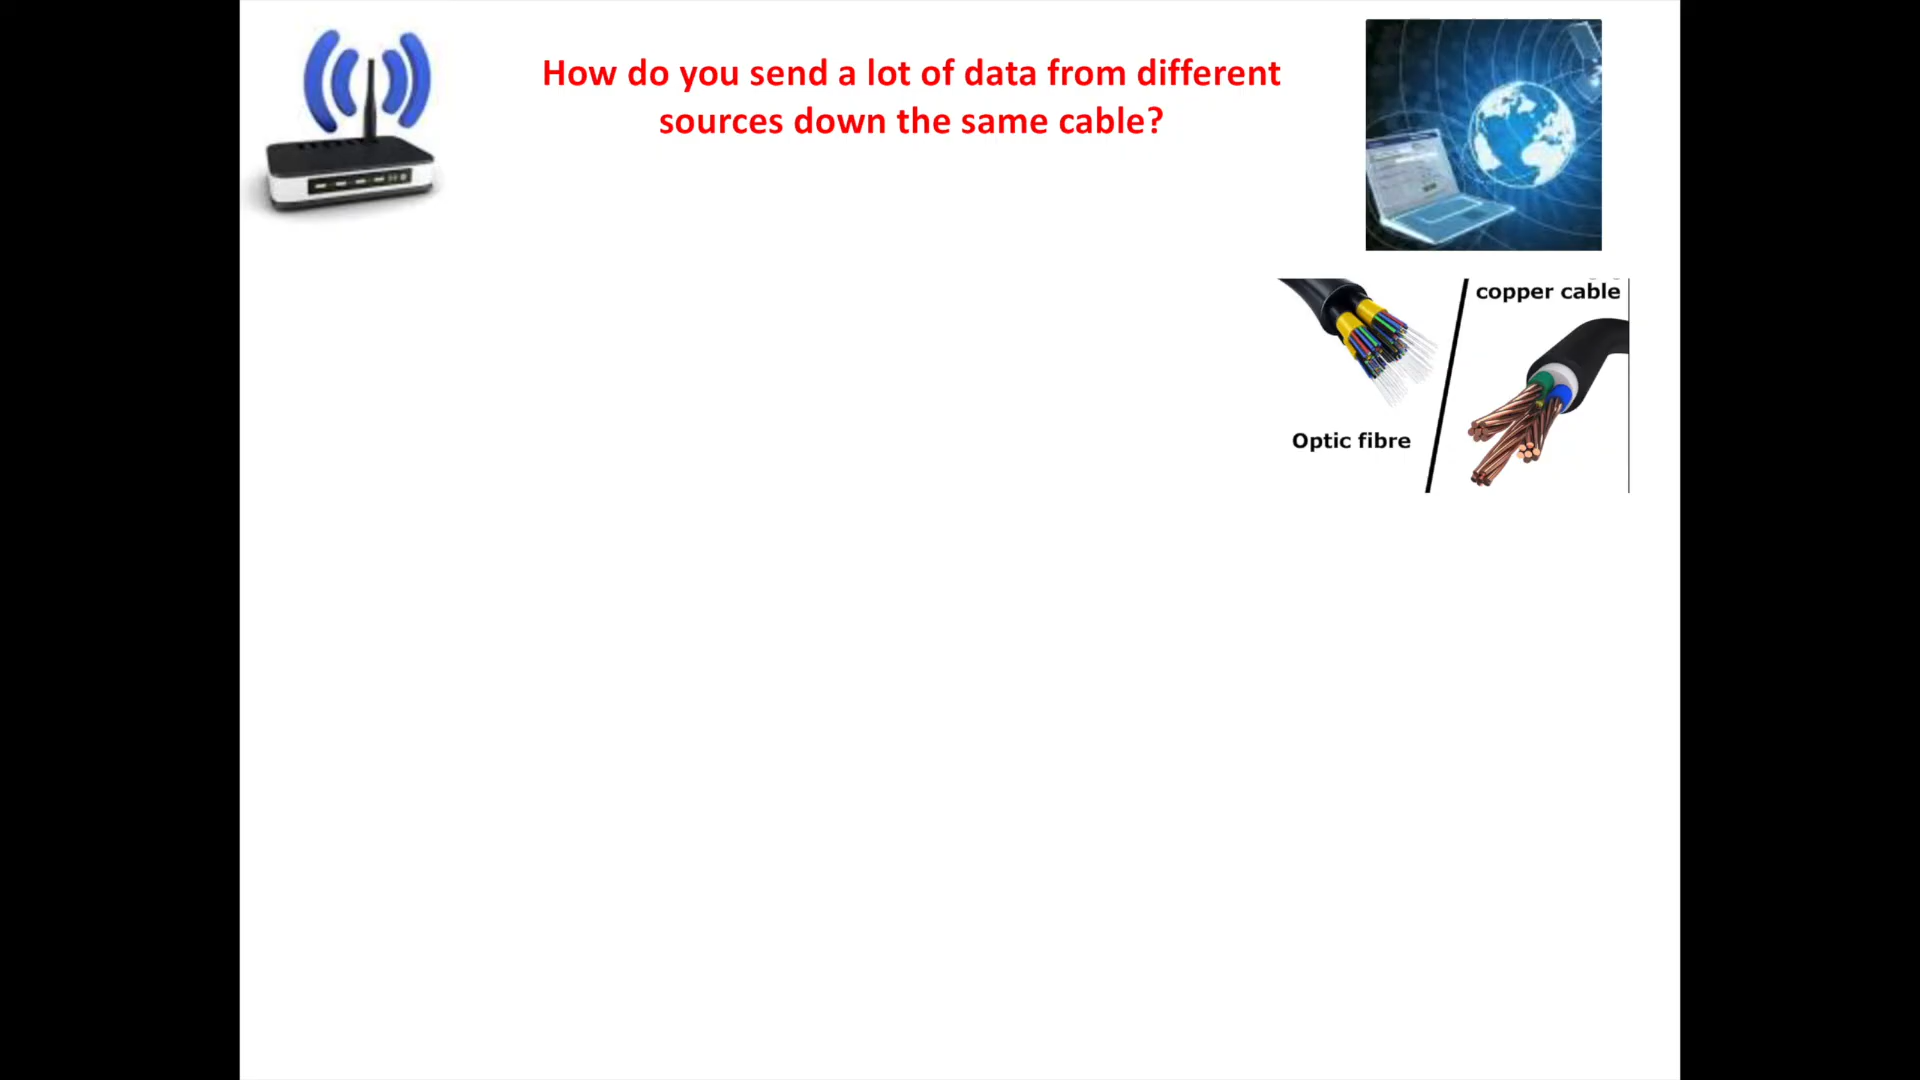 How do you send a lot of data from different
sources down the same cable?
copper cable
Optic fibre